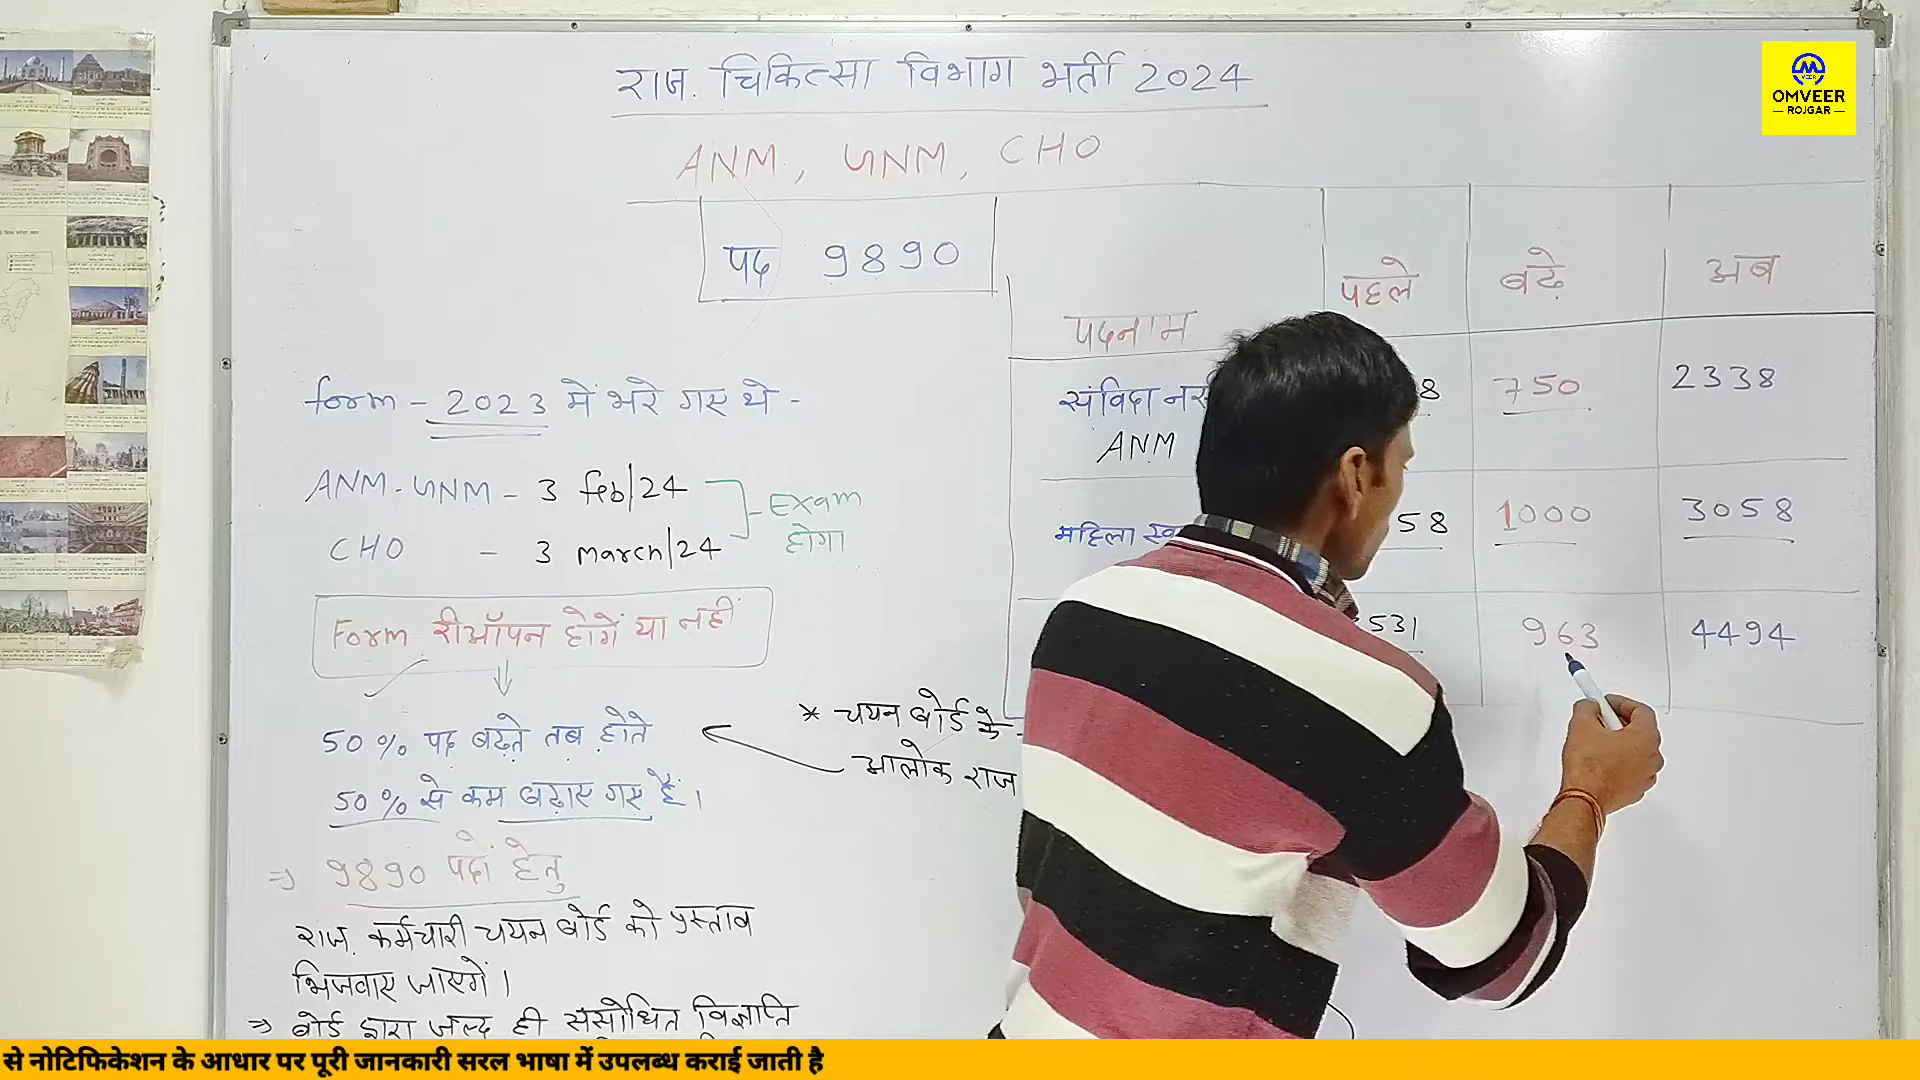 राज. चिकित्सा विभाग भर्ती 2024
ANM, GNM, CHO
पद 9890
OMVEER
ROJGAR
form - 2023 में भरे गए थे -
ANM - GNM - 3 feb/24
CHO - 3 march/24
Exam
होगा
Form रीऑपन होगें या नहीं
50% पद बढ़ते तब होते
50% से कम बढ़ाए गए हैं।
* चयन बोर्ड के
आलोक राज
⇒ 9890 पदों हेतु
राज. कर्मचारी चयन बोर्ड को प्रस्ताव
भिजवाए जाएगें।
⇒ बोर्ड द्वारा जल्द ही संसोधित विज्ञप्ति
पदनाम पहले बढ़े अब
संविदा नर्स 8 750 2338
ANM
महिला स्वा 58 1000 3058
531 963 4494
से नोटिफिकेशन के आधार पर पूरी जानकारी सरल भाषा में उपलब्ध कराई जाती है